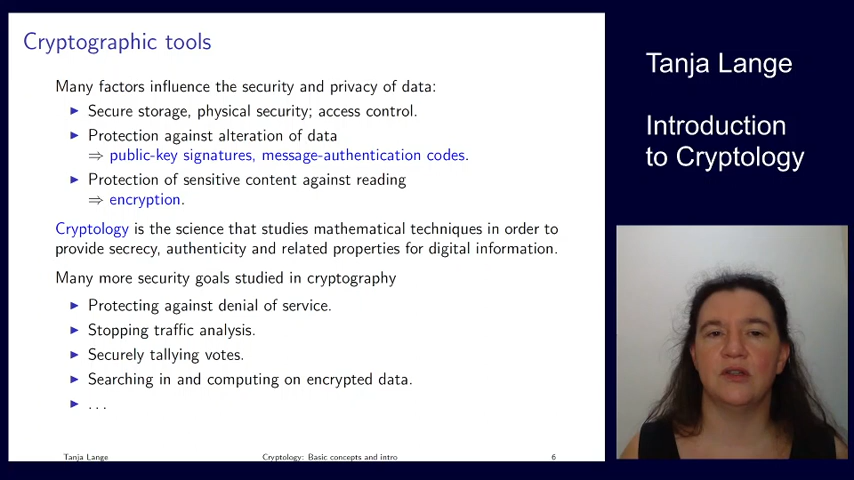 Cryptographic tools
Many factors influence the security and privacy of data:
▶ Secure storage, physical security; access control.
▶ Protection against alteration of data
⇒ public-key signatures, message-authentication codes.
▶ Protection of sensitive content against reading
⇒ encryption.
Cryptology is the science that studies mathematical techniques in order to
provide secrecy, authenticity and related properties for digital information.
Many more security goals studied in cryptography
▶ Protecting against denial of service.
▶ Stopping traffic analysis.
▶ Securely tallying votes.
▶ Searching in and computing on encrypted data.
▶ . . .
Tanja Lange Cryptology: Basic concepts and intro 6
Tanja Lange
Introduction
to Cryptology